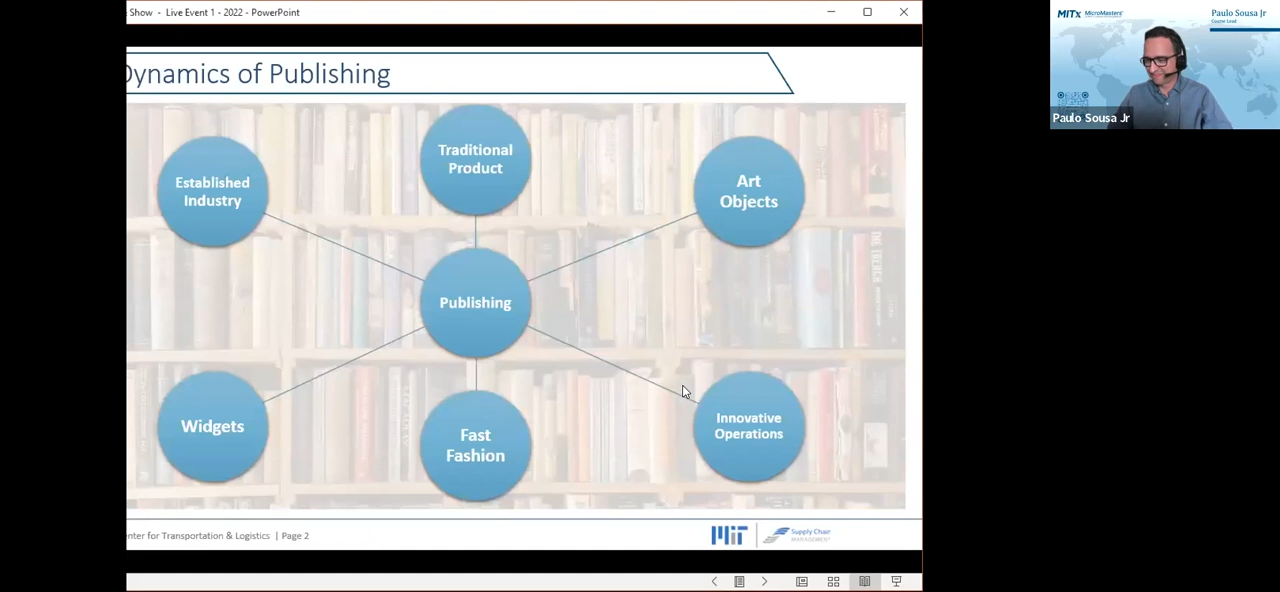 Show - Live Event 1 - 2022 - PowerPoint
Dynamics of Publishing
Established
Industry
Traditional
Product
Art
Objects
Publishing
Widgets
Fast
Fashion
Innovative
Operations
enter for Transportation & Logistics | Page 2
MIT
Supply Chain
MANAGEMENT
MITx MicroMasters
Paulo Sousa Jr
Course Lead
Paulo Sousa Jr